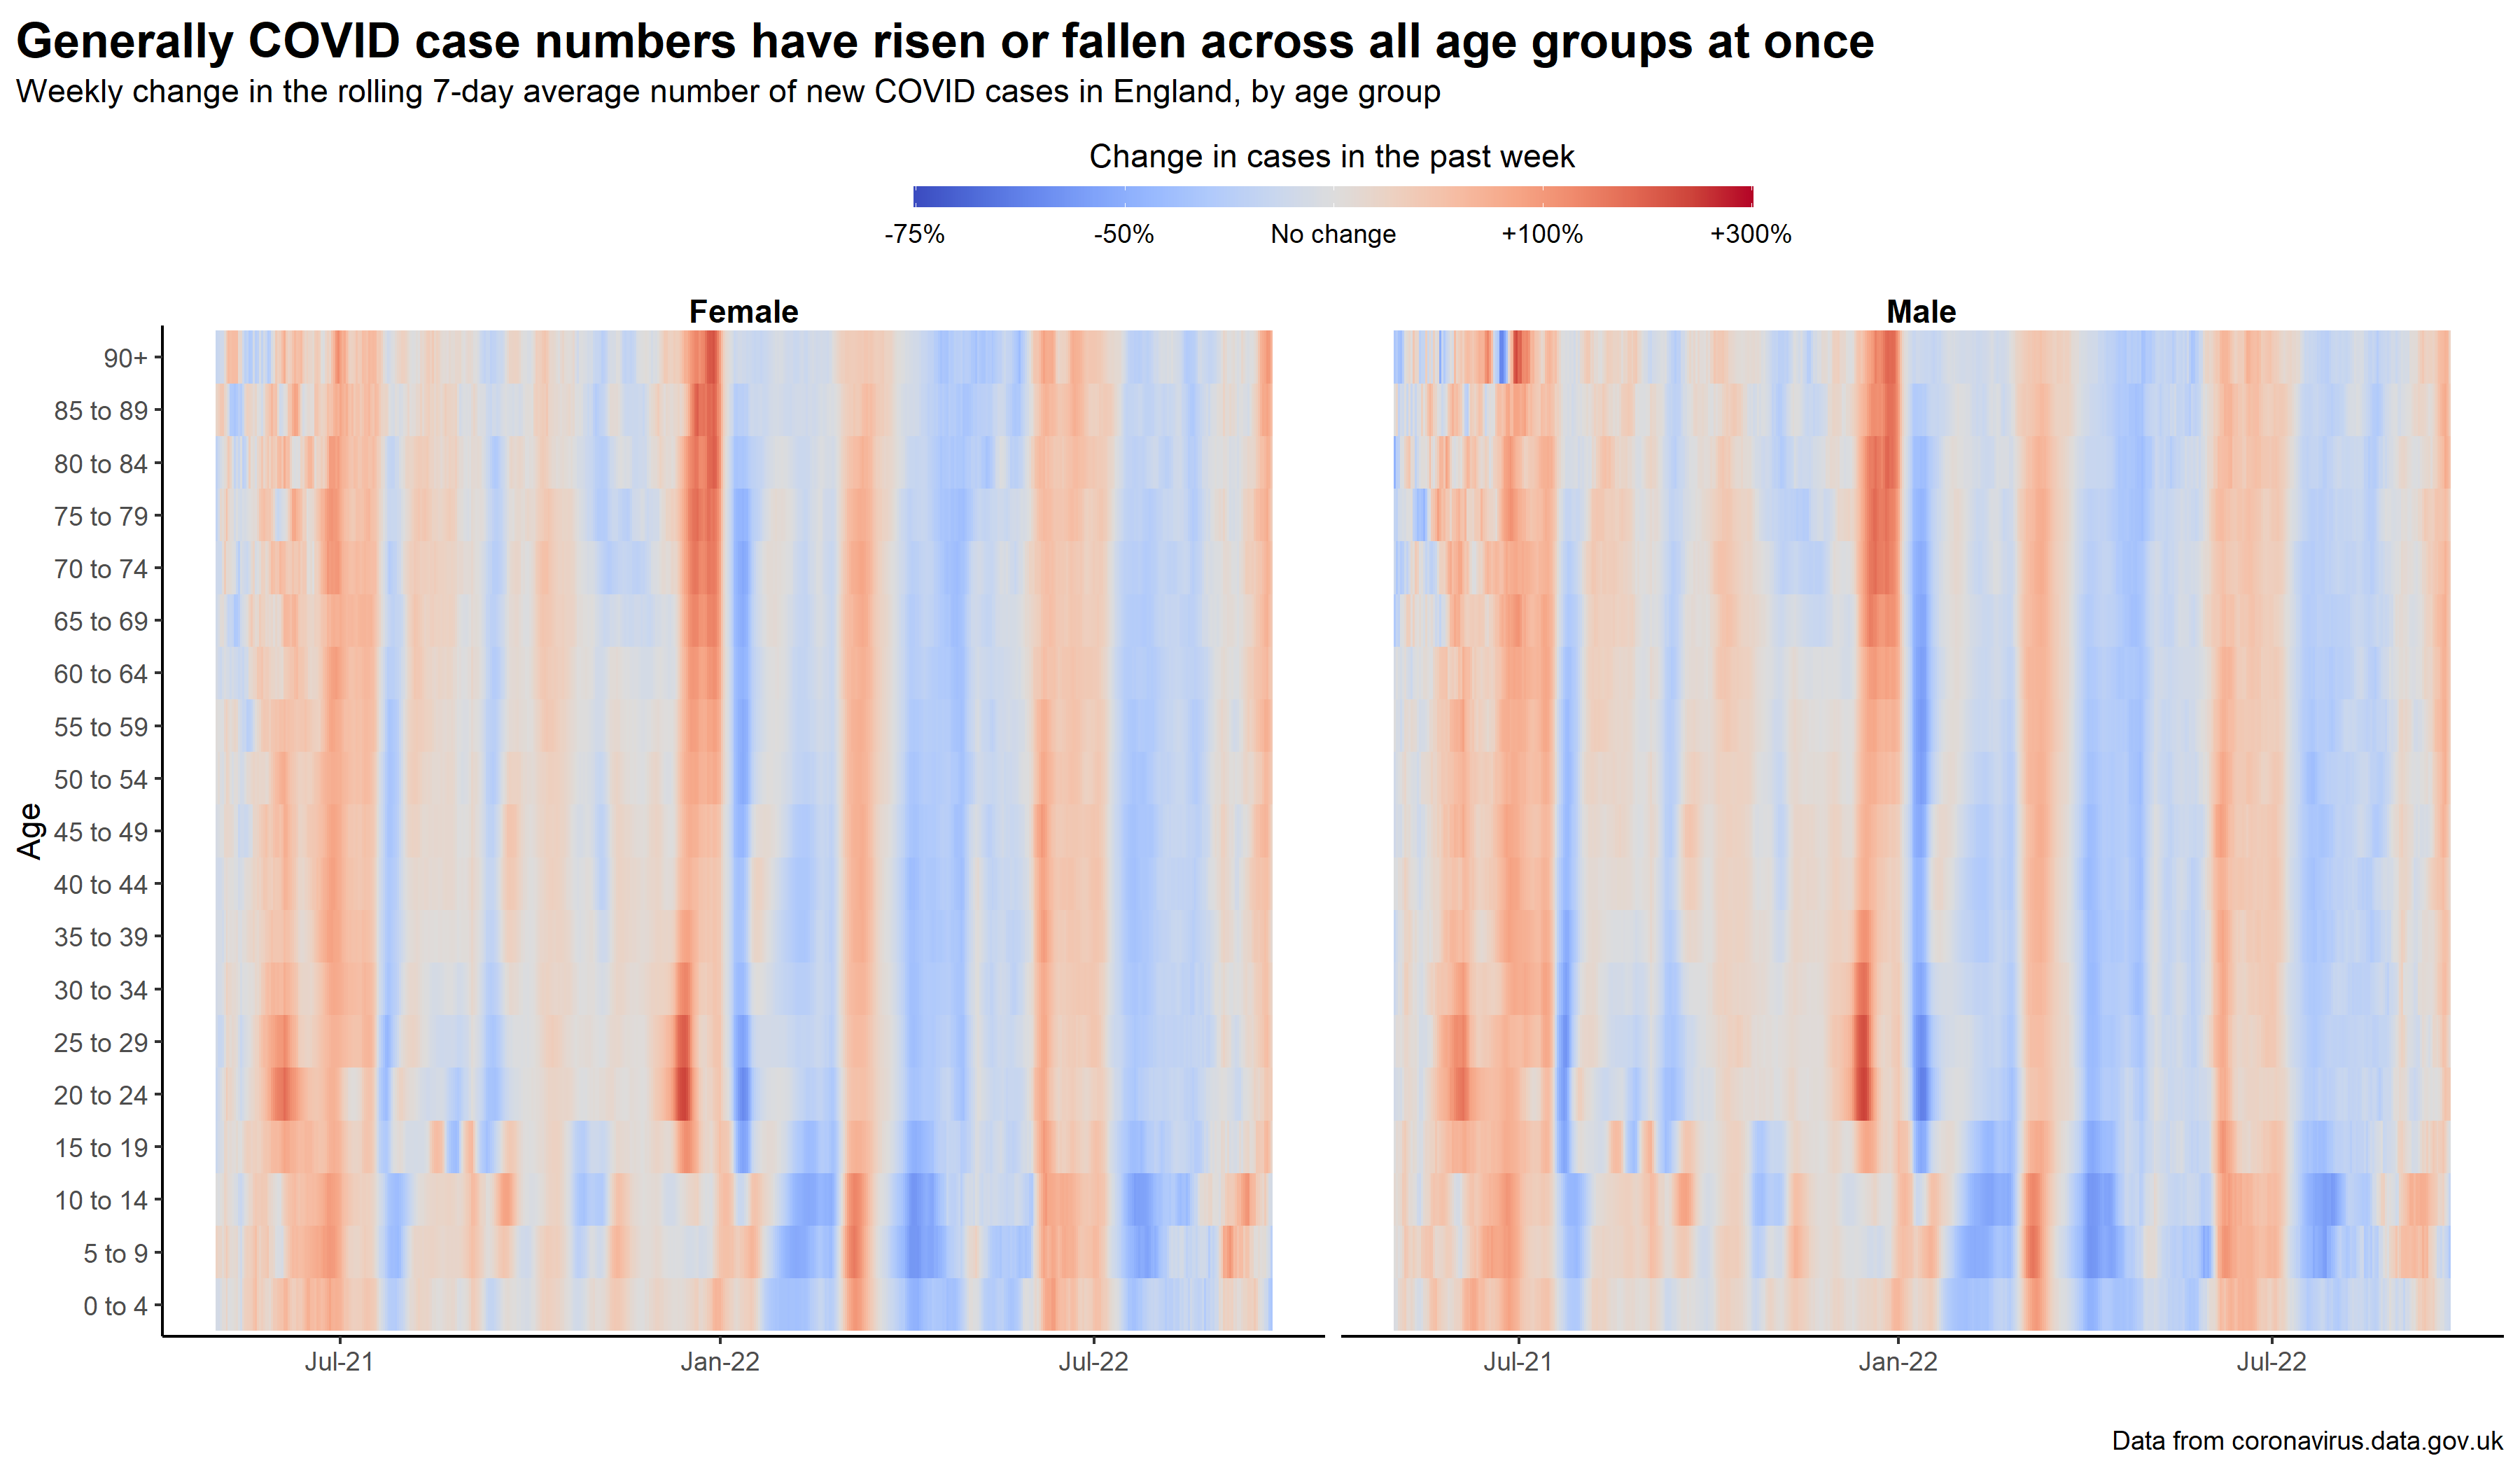 Generally COVID case numbers have risen or fallen across all age groups at once
Weekly change in the rolling 7-day average number of new COVID cases in England, by age group
Change in cases in the past week
-75% -50% No change +100% +300%
Female Male
90+
85 to 89
80 to 84
75 to 79
70 to 74
65 to 69
60 to 64
55 to 59
50 to 54
45 to 49
40 to 44
35 to 39
30 to 34
25 to 29
20 to 24
15 to 19
10 to 14
5 to 9
0 to 4
Age
Jul-21 Jan-22 Jul-22 Jul-21 Jan-22 Jul-22
Data from coronavirus.data.gov.uk